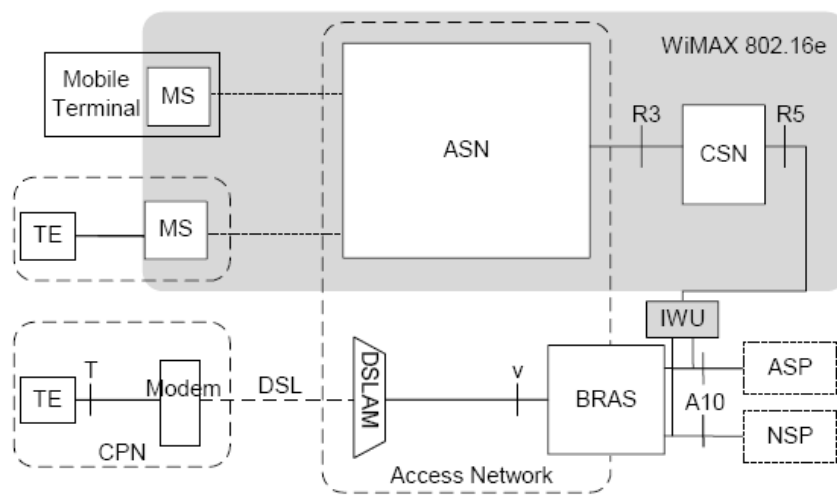 WiMAX 802.16e
Mobile
Terminal
MS
ASN
R3
CSN
R5
TE
MS
IWU
T
TE
Modem
DSL
DSLAM
V
BRAS
A10
ASP
NSP
CPN
Access Network